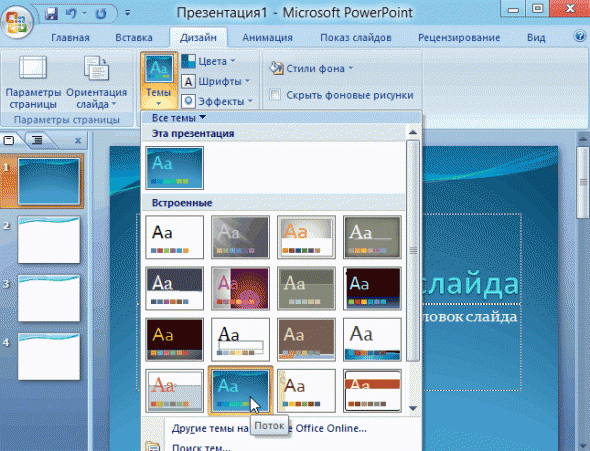 Презентация1 - Microsoft PowerPoint
Главная Вставка Дизайн Анимация Показ слайдов Рецензирование Вид
Параметры страницы
Ориентация слайда
Темы
Цвета
Шрифты
Эффекты
Стили фона
Скрыть фоновые рисунки
Параметры страницы
Все темы
Эта презентация
Aa
Встроенные
Aa Aa Aa Aa
Aa Aa Aa Aa
Aa Aa Aa Aa
Aa Aa Aa Aa
Поток
Другие темы на Office Online...
Поиск тем...
1
2
3
4
слайда
слайда